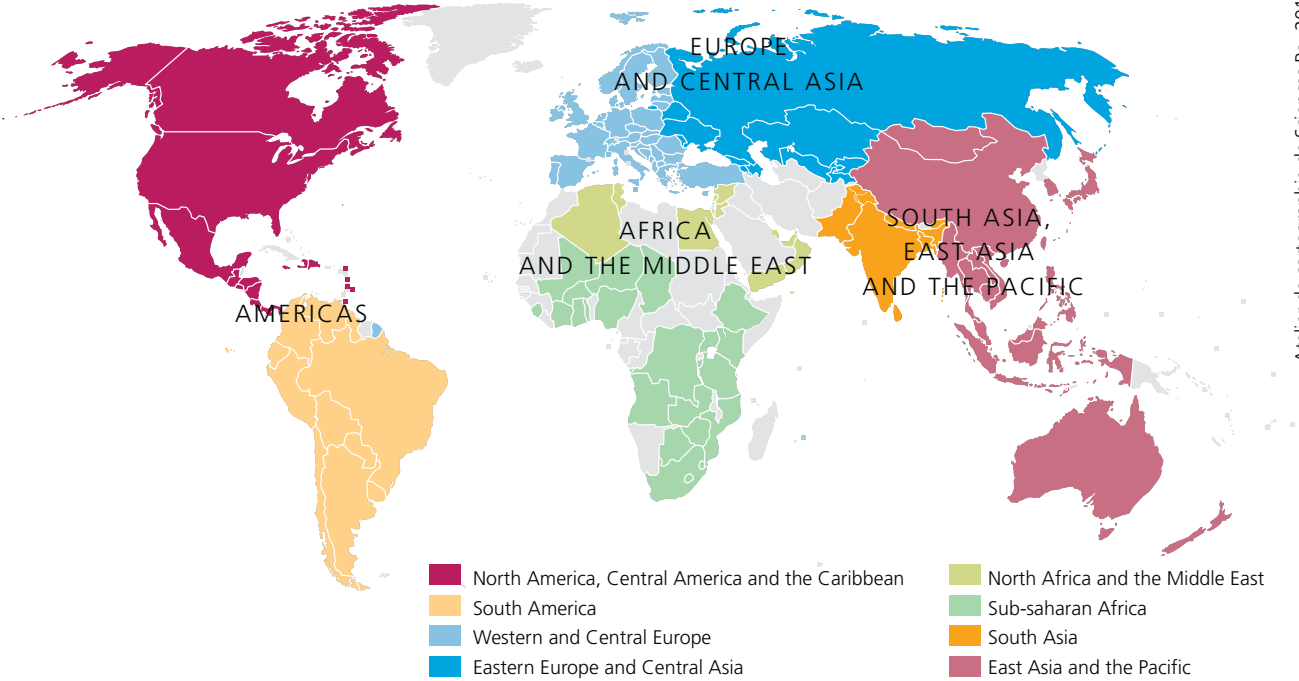 EUROPE
AND CENTRAL ASIA
AFRICA
AND THE MIDDLE EAST
SOUTH ASIA,
EAST ASIA
AND THE PACIFIC
AMERICAS
North America, Central America and the Caribbean
South America
Western and Central Europe
Eastern Europe and Central Asia
North Africa and the Middle East
Sub-saharan Africa
South Asia
East Asia and the Pacific